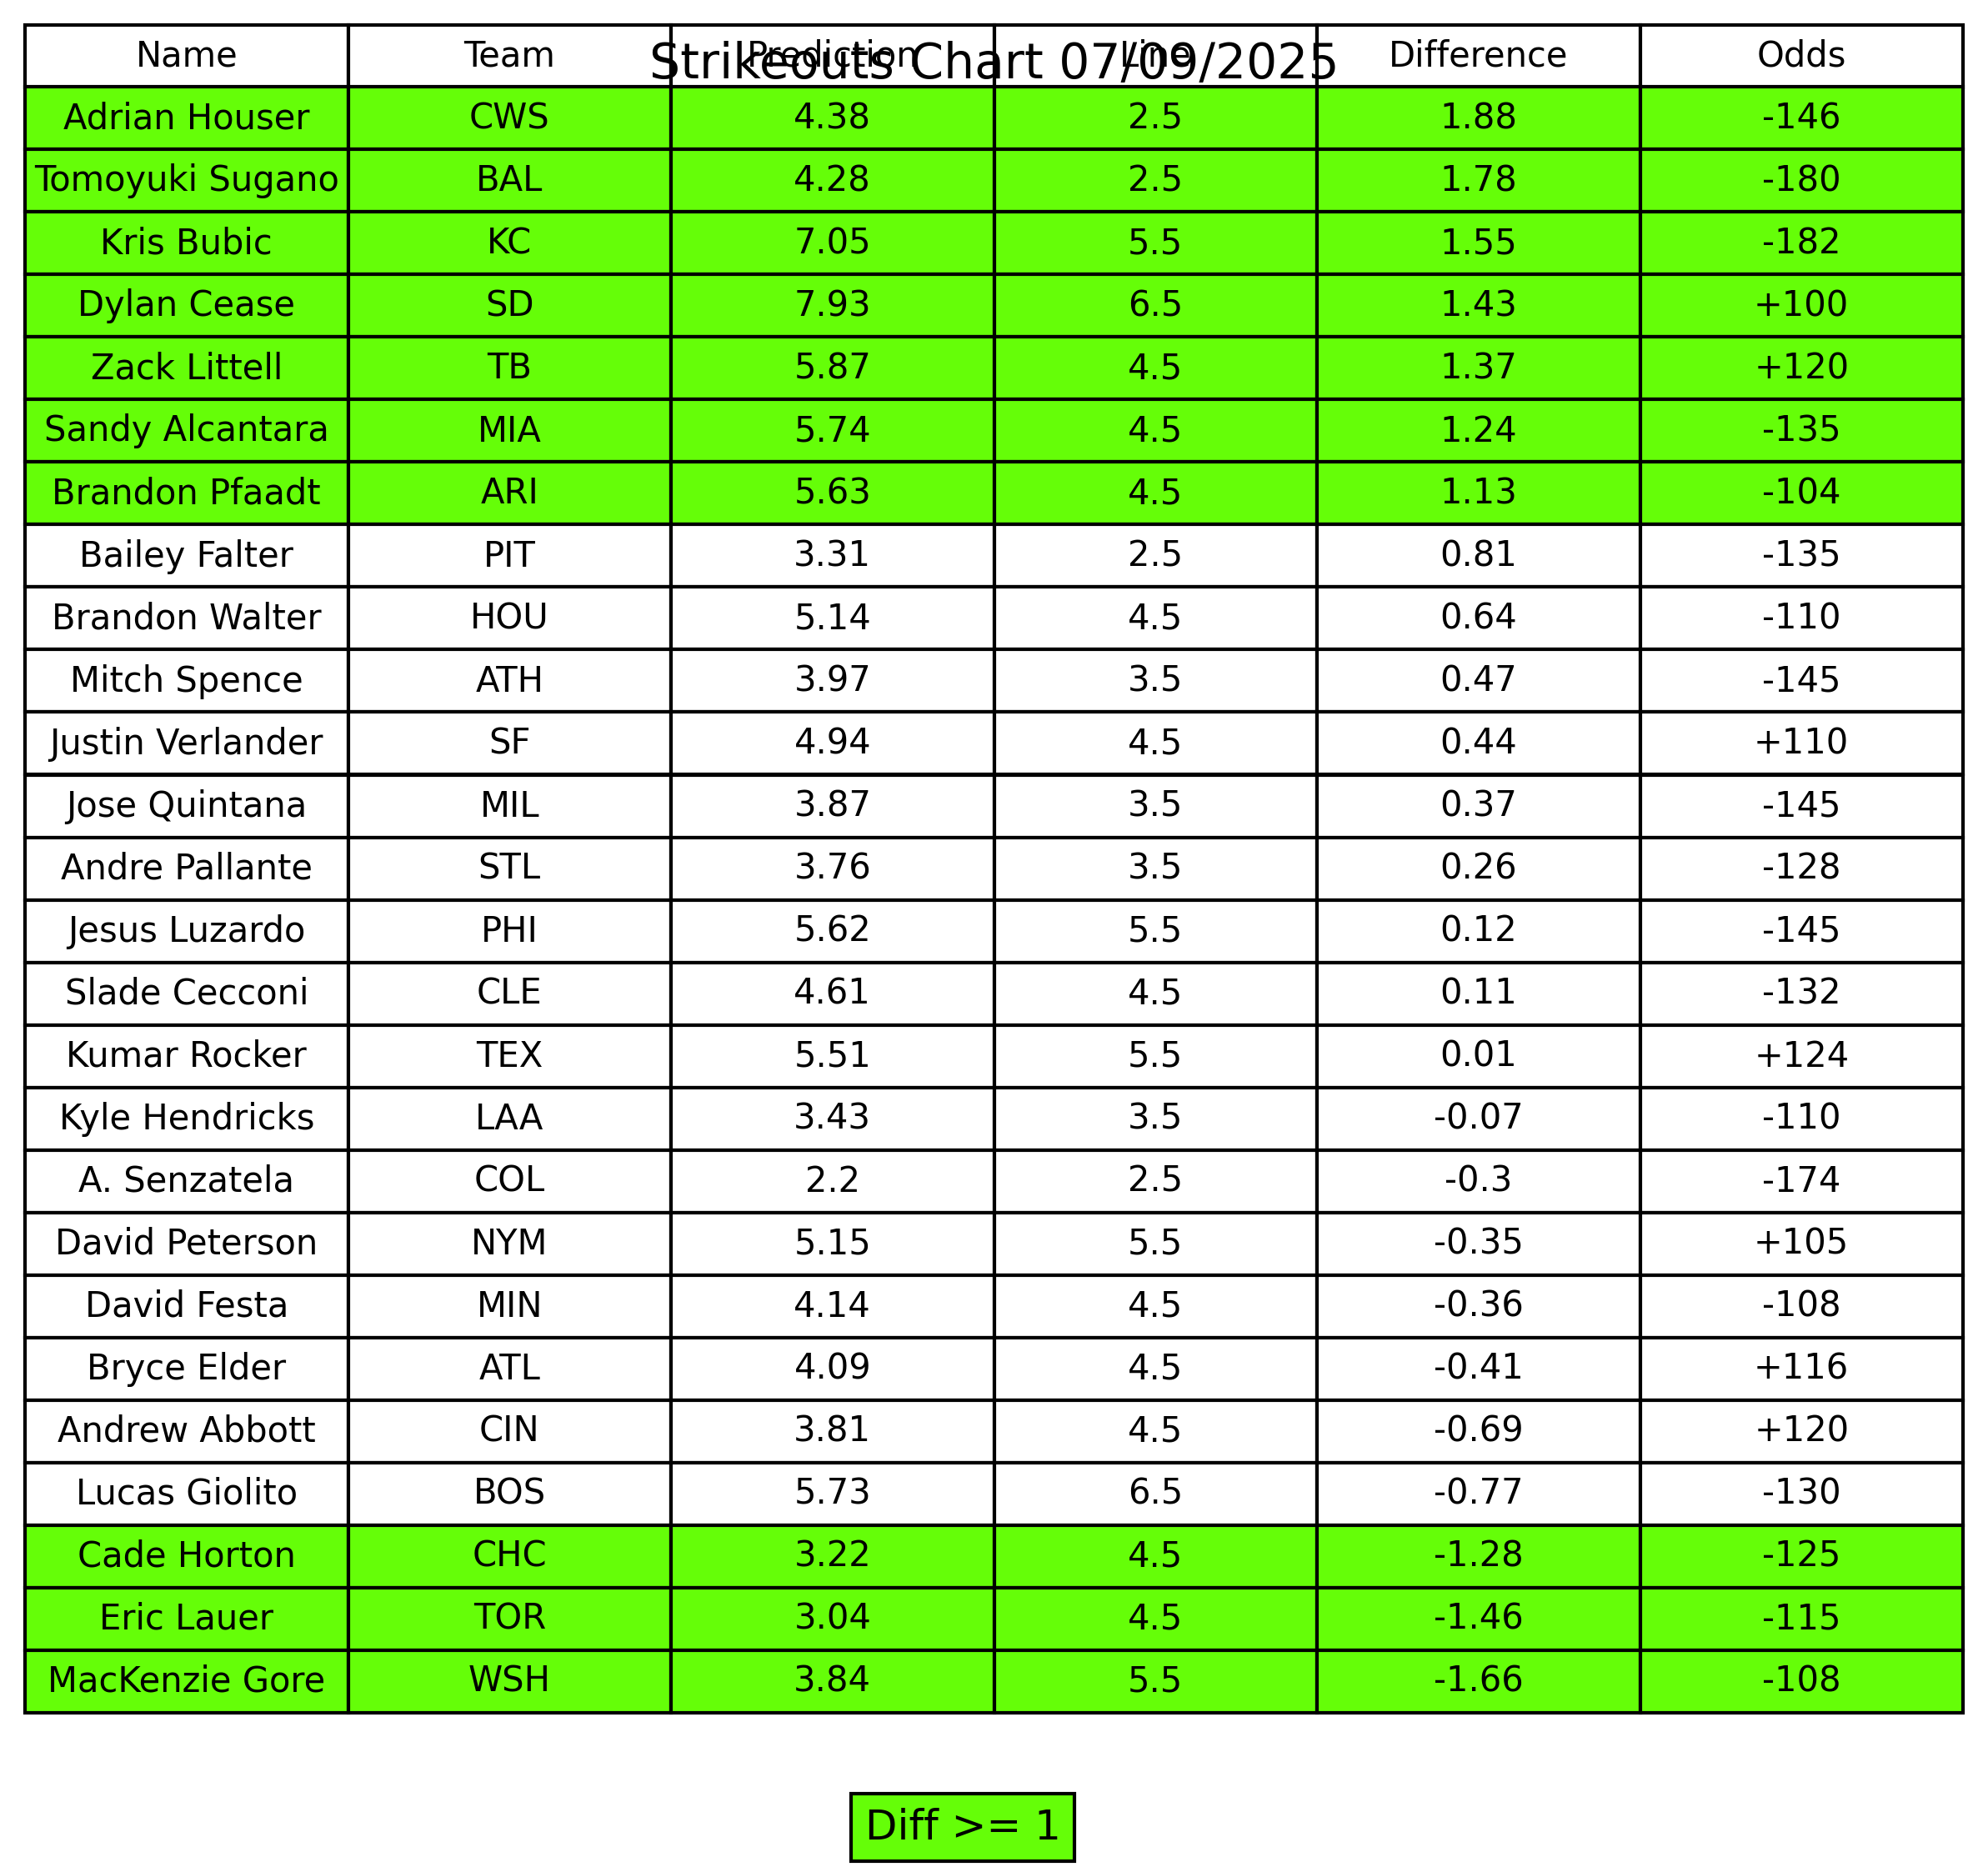 Strikeouts Chart 07/09/2025
Name Team Prediction Line Difference Odds
Adrian Houser CWS 4.38 2.5 1.88 -146
Tomoyuki Sugano BAL 4.28 2.5 1.78 -180
Kris Bubic KC 7.05 5.5 1.55 -182
Dylan Cease SD 7.93 6.5 1.43 +100
Zack Littell TB 5.87 4.5 1.37 +120
Sandy Alcantara MIA 5.74 4.5 1.24 -135
Brandon Pfaadt ARI 5.63 4.5 1.13 -104
Bailey Falter PIT 3.31 2.5 0.81 -135
Brandon Walter HOU 5.14 4.5 0.64 -110
Mitch Spence ATH 3.97 3.5 0.47 -145
Justin Verlander SF 4.94 4.5 0.44 +110
Jose Quintana MIL 3.87 3.5 0.37 -145
Andre Pallante STL 3.76 3.5 0.26 -128
Jesus Luzardo PHI 5.62 5.5 0.12 -145
Slade Cecconi CLE 4.61 4.5 0.11 -132
Kumar Rocker TEX 5.51 5.5 0.01 +124
Kyle Hendricks LAA 3.43 3.5 -0.07 -110
A. Senzatela COL 2.2 2.5 -0.3 -174
David Peterson NYM 5.15 5.5 -0.35 +105
David Festa MIN 4.14 4.5 -0.36 -108
Bryce Elder ATL 4.09 4.5 -0.41 +116
Andrew Abbott CIN 3.81 4.5 -0.69 +120
Lucas Giolito BOS 5.73 6.5 -0.77 -130
Cade Horton CHC 3.22 4.5 -1.28 -125
Eric Lauer TOR 3.04 4.5 -1.46 -115
MacKenzie Gore WSH 3.84 5.5 -1.66 -108
Diff >= 1